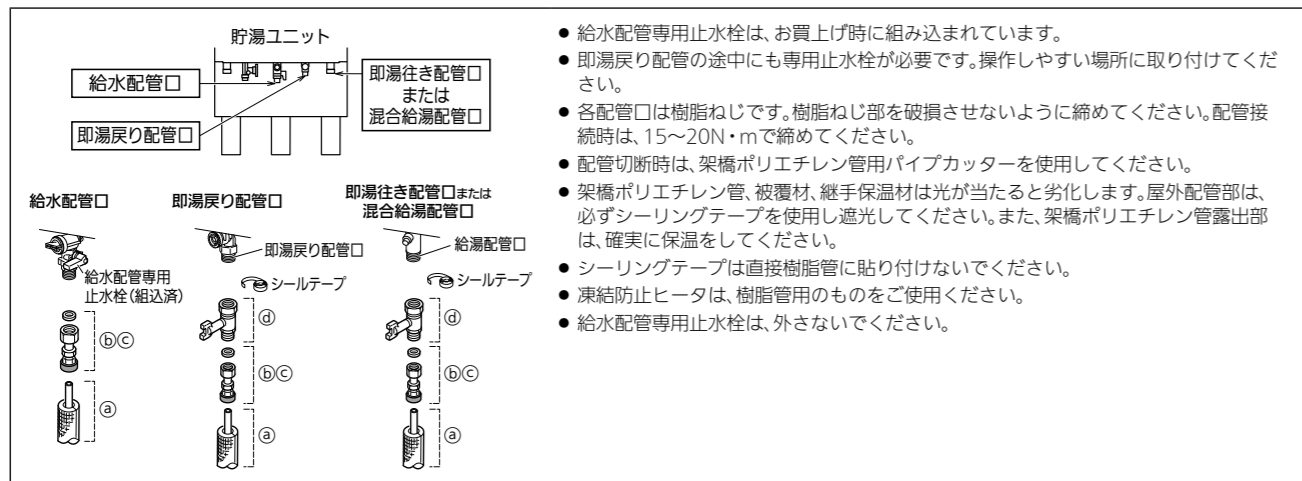 貯湯ユニット
給水配管口
即湯戻り配管口
即湯往き配管口
または
混合給湯配管口
給水配管口
給水配管専用
止水栓(組込済)
ⓑⓒ
ⓐ
即湯戻り配管口
即湯戻り配管口
シールテープ
ⓓ
ⓑⓒ
ⓐ
即湯往き配管口または
混合給湯配管口
給湯配管口
シールテープ
ⓓ
ⓑⓒ
ⓐ
● 給水配管専用止水栓は、お買上げ時に組み込まれています。
● 即湯戻り配管の途中にも専用止水栓が必要です。操作しやすい場所に取り付けてくだ
さい。
● 各配管口は樹脂ねじです。樹脂ねじ部を破損させないように締めてください。配管接
続時は、15〜20N・mで締めてください。
● 配管切断時は、架橋ポリエチレン管用パイプカッターを使用してください。
● 架橋ポリエチレン管、被覆材、継手保温材は光が当たると劣化します。屋外配管部は、
必ずシーリングテープを使用し遮光してください。また、架橋ポリエチレン管露出部
は、確実に保温をしてください。
● シーリングテープは直接樹脂管に貼り付けないでください。
● 凍結防止ヒータは、樹脂管用のものをご使用ください。
● 給水配管専用止水栓は、外さないでください。